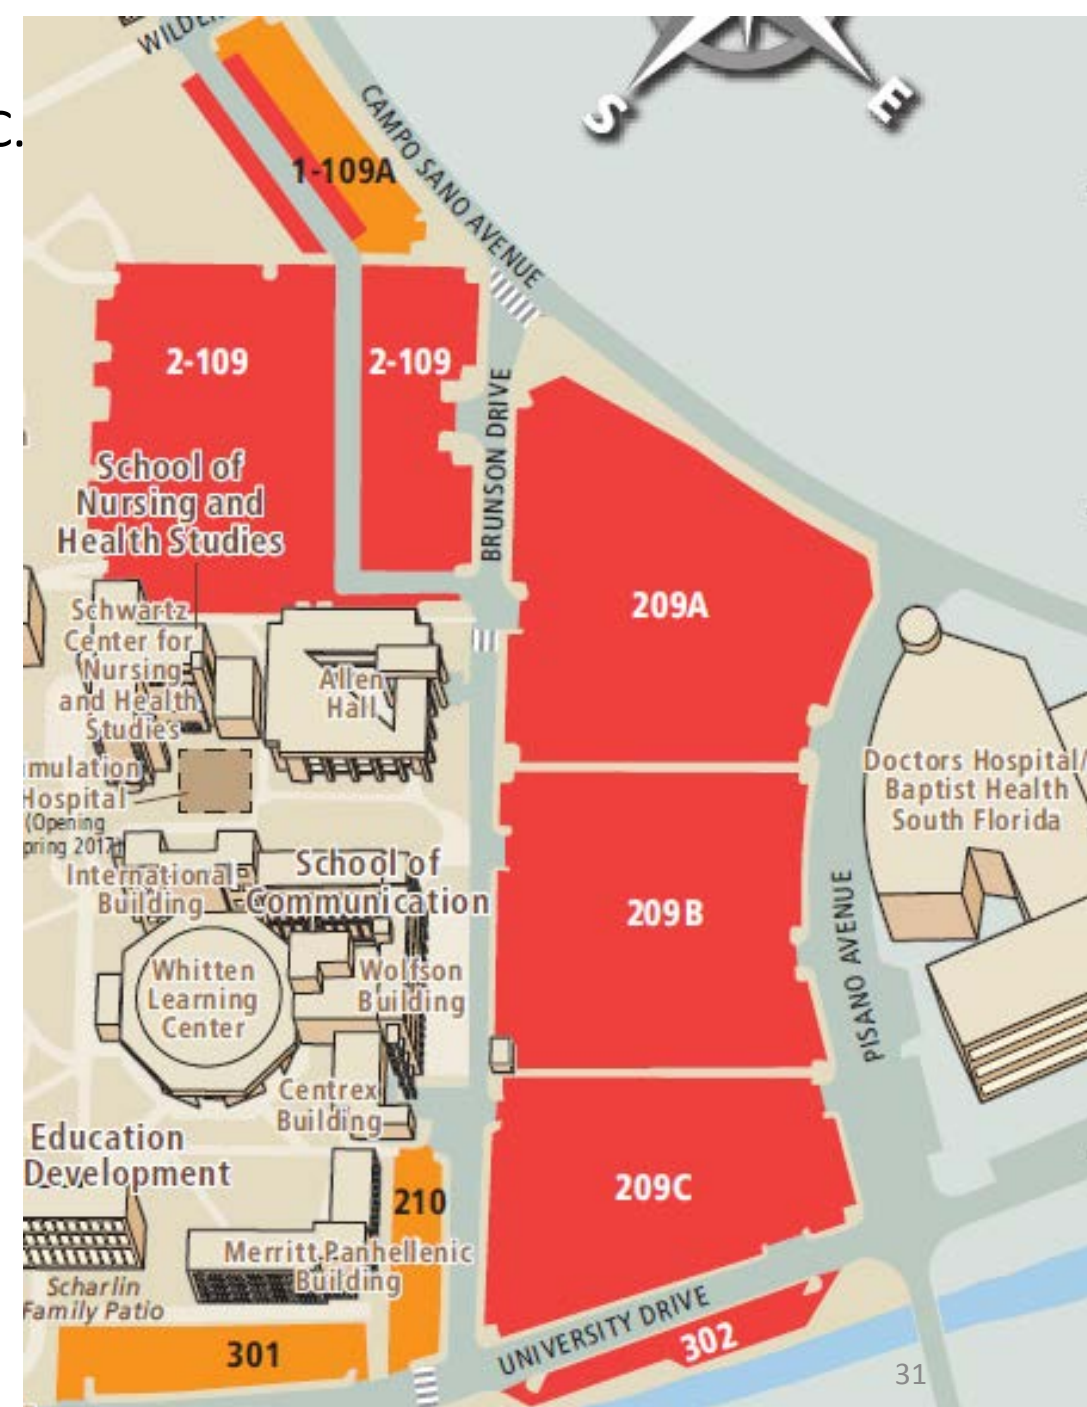 C.
S
E
CAMPO SANO AVENUE
1-109A
2-109
2-109
BRUNSON DRIVE
School of
Nursing and
Health Studies
209A
Schwartz
Center for
Nursing
and Health
Studies
Allen
Hall
mulation
Hospital
(Opening
pring 2017)
Doctors Hospital/
Baptist Health
South Florida
International
Building
School of
Communication
209B
PISANO AVENUE
Whitten
Learning
Center
Wolfson
Building
Centrex
Building
Education
Development
210
209C
Merritt Panhellenic
Building
Scharlin
Family Patio
UNIVERSITY DRIVE
302
301
31